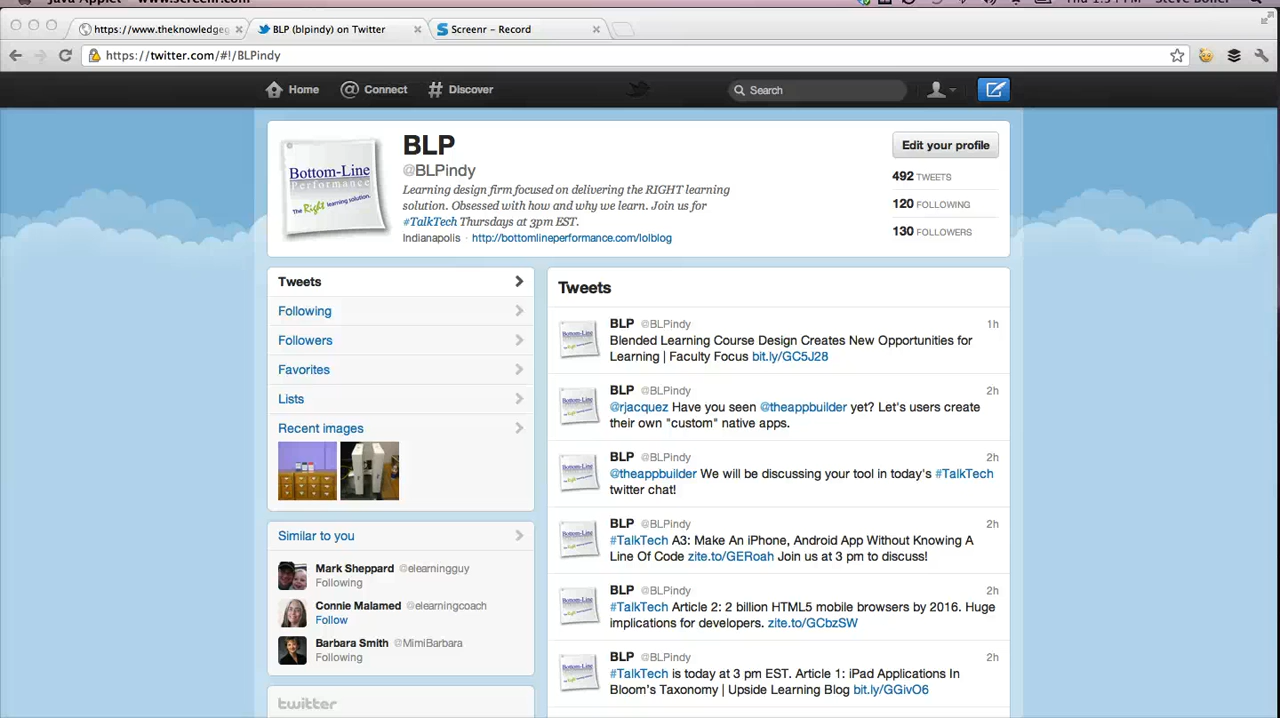 Java Applet www.screenr.com
Steve Boller
https://www.theknowledgeg
BLP (blpindy) on Twitter
Screenr – Record
https://twitter.com/#!/BLPindy
Home
Connect
Discover
Search
BLP
@BLPindy
Learning design firm focused on delivering the RIGHT learning
solution. Obsessed with how and why we learn. Join us for
#TalkTech Thursdays at 3pm EST.
Indianapolis · http://bottomlineperformance.com/lolblog
Bottom-Line
Performance
The Right learning solution.
Edit your profile
492 TWEETS
120 FOLLOWING
130 FOLLOWERS
Tweets
Following
Followers
Favorites
Lists
Recent images
Similar to you
Mark Sheppard @elearningguy
Following
Connie Malamed @elearningcoach
Follow
Barbara Smith @MimiBarbara
Following
twitter
Tweets
BLP @BLPindy 1h
Blended Learning Course Design Creates New Opportunities for
Learning | Faculty Focus bit.ly/GC5J28
BLP @BLPindy 2h
@rjacquez Have you seen @theappbuilder yet? Let's users create
their own "custom" native apps.
BLP @BLPindy 2h
@theappbuilder We will be discussing your tool in today's #TalkTech
twitter chat!
BLP @BLPindy 2h
#TalkTech A3: Make An iPhone, Android App Without Knowing A
Line Of Code zite.to/GERoah Join us at 3 pm to discuss!
BLP @BLPindy 2h
#TalkTech Article 2: 2 billion HTML5 mobile browsers by 2016. Huge
implications for developers. zite.to/GCbzSW
BLP @BLPindy 2h
#TalkTech is today at 3 pm EST. Article 1: iPad Applications In
Bloom's Taxonomy | Upside Learning Blog bit.ly/GGivO6